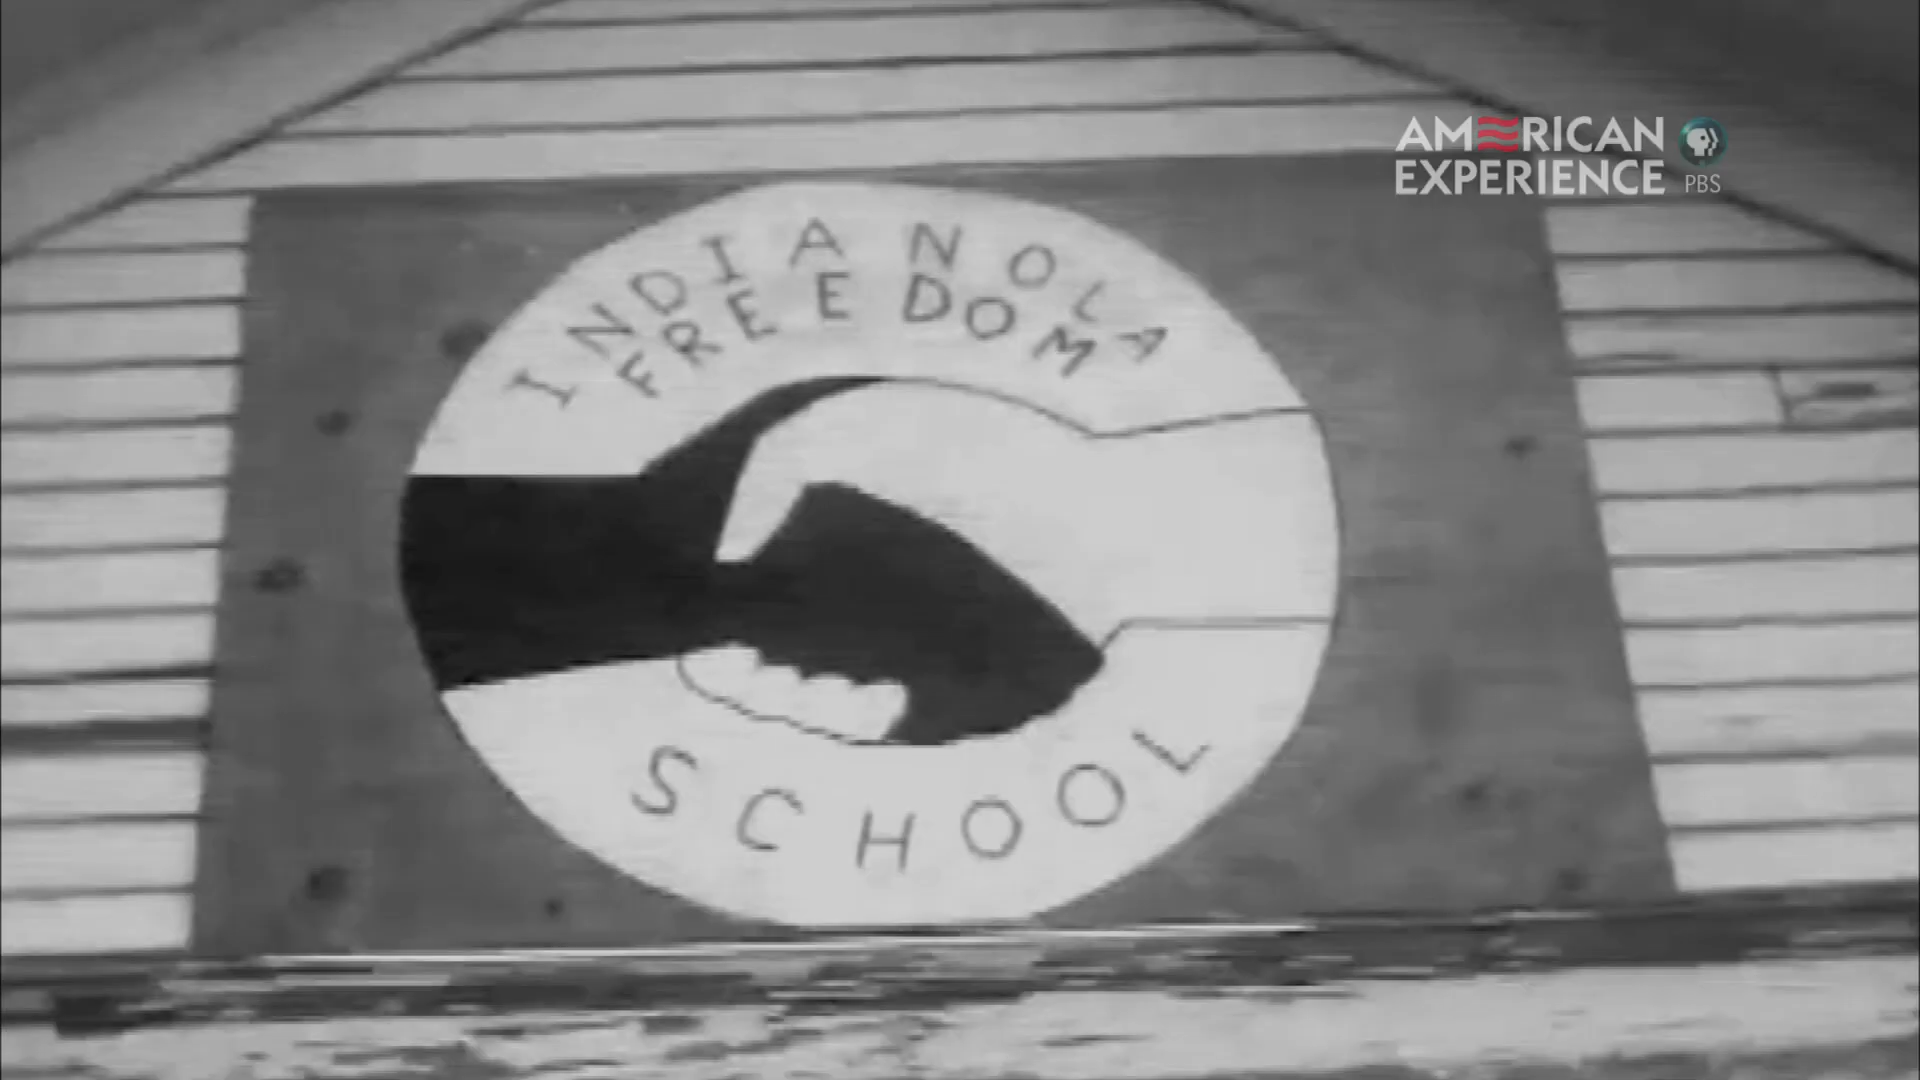 INDIANOLA
FREEDOM
SCHOOL
AMERICAN
EXPERIENCE
PBS